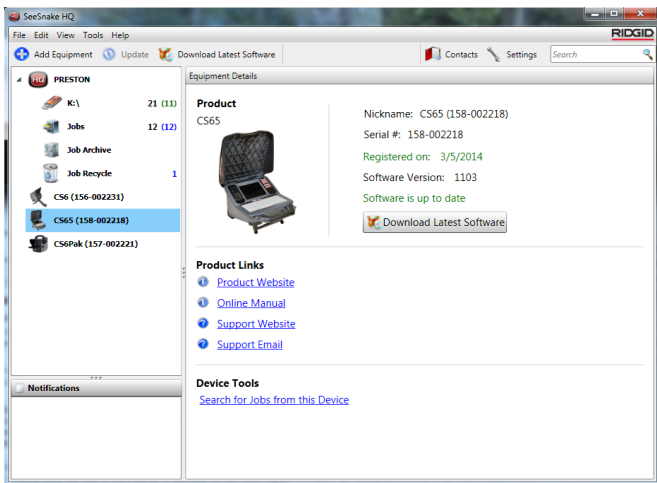 SeeSnake HQ
File Edit View Tools Help
RIDGID
Add Equipment Update Download Latest Software Contacts Settings Search
HQ PRESTON
K:\ 21 (11)
Jobs 12 (12)
Job Archive
Job Recycle 1
CS6 (156-002231)
CS65 (158-002218)
CS6Pak (157-002221)
Notifications
Equipment Details
Product
CS65
Nickname: CS65 (158-002218)
Serial #: 158-002218
Registered on: 3/5/2014
Software Version: 1103
Software is up to date
Download Latest Software
Product Links
Product Website
Online Manual
Support Website
Support Email
Device Tools
Search for Jobs from this Device